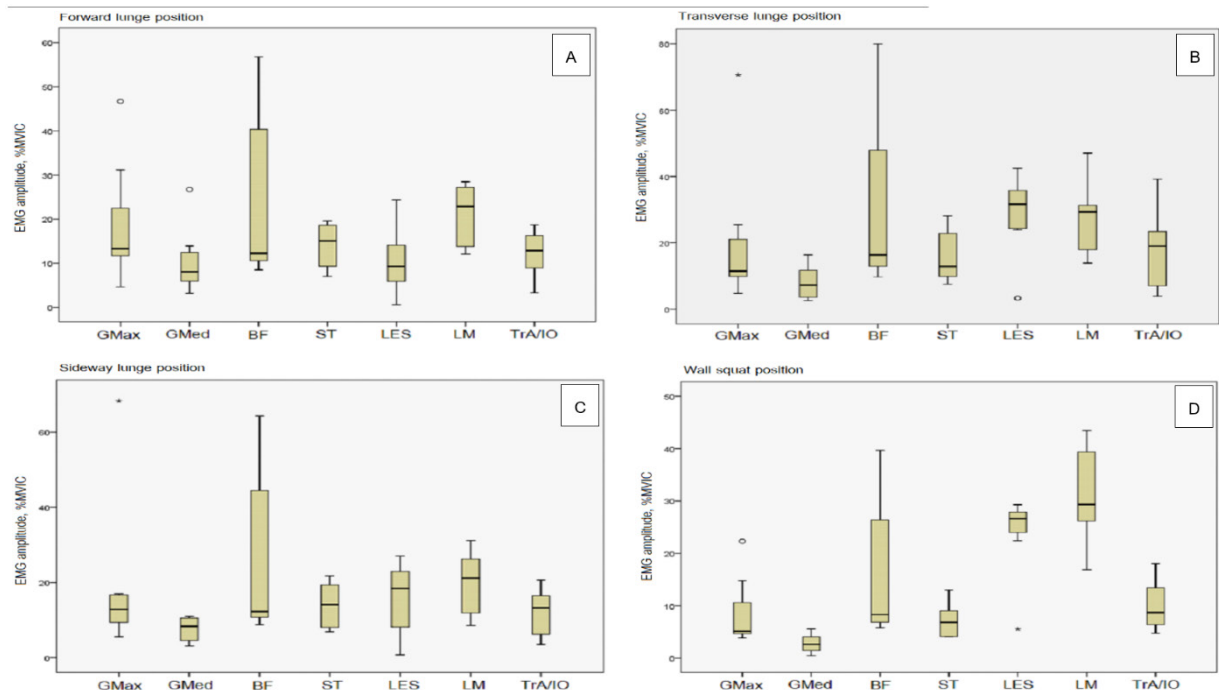 Forward lunge position
A
EMG amplitude, %MVIC
60
50
40
30
20
10
0
GMax GMed BF ST LES LM TrA/IO
Transverse lunge position
B
EMG amplitude, %MVIC
80
60
40
20
0
GMax GMed BF ST LES LM TrA/IO
Sideway lunge position
C
EMG amplitude, %MVIC
60
40
20
0
GMax GMed BF ST LES LM TrA/IO
Wall squat position
D
EMG amplitude, %MVIC
50
40
30
20
10
0
GMax GMed BF ST LES LM TrA/IO